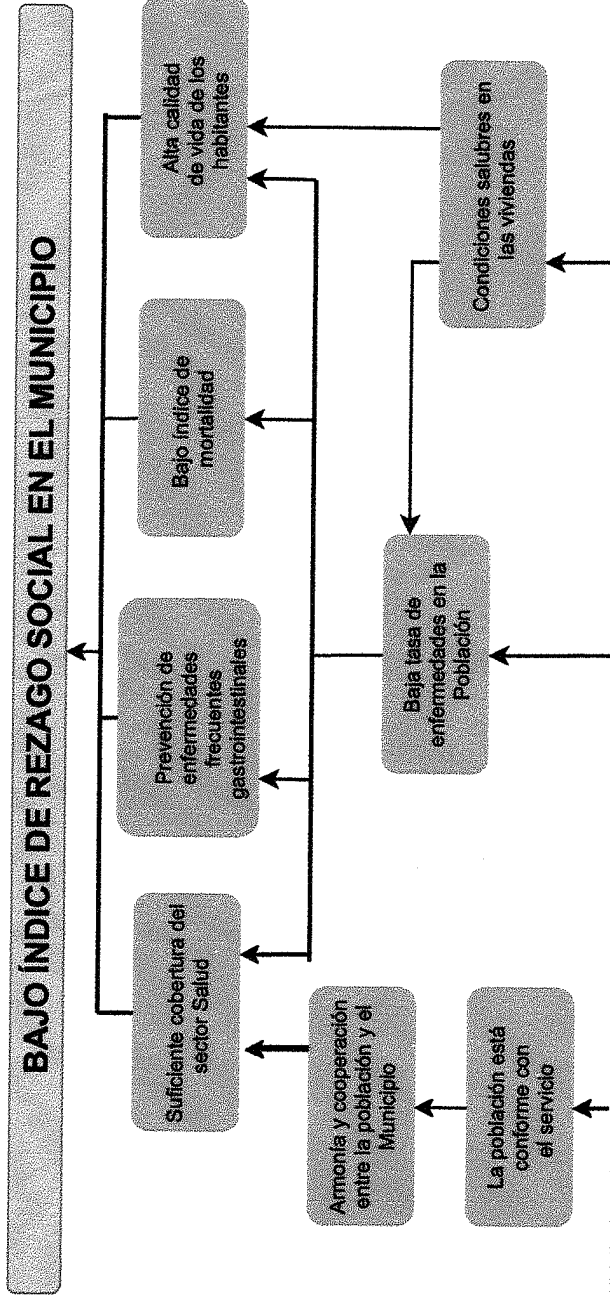 BAJO ÍNDICE DE REZAGO SOCIAL EN EL MUNICIPIO
Suficiente cobertura del
sector Salud
Prevención de
enfermedades
frecuentes
gastrointestinales
Bajo índice de
mortalidad
Alta calidad
de vida de los
habitantes
Armonía y cooperación
entre la población y el
Municipio
La población está
conforme con
el servicio
Baja tasa de
enfermedades en la
Población
Condiciones salubres en
las viviendas